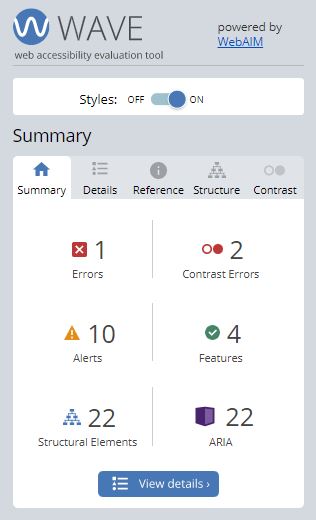 WAVE
web accessibility evaluation tool
powered by
WebAIM
Styles: OFF ON
Summary
Summary Details Reference Structure Contrast
1 2
Errors Contrast Errors
10 4
Alerts Features
22 22
Structural Elements ARIA
View details ›